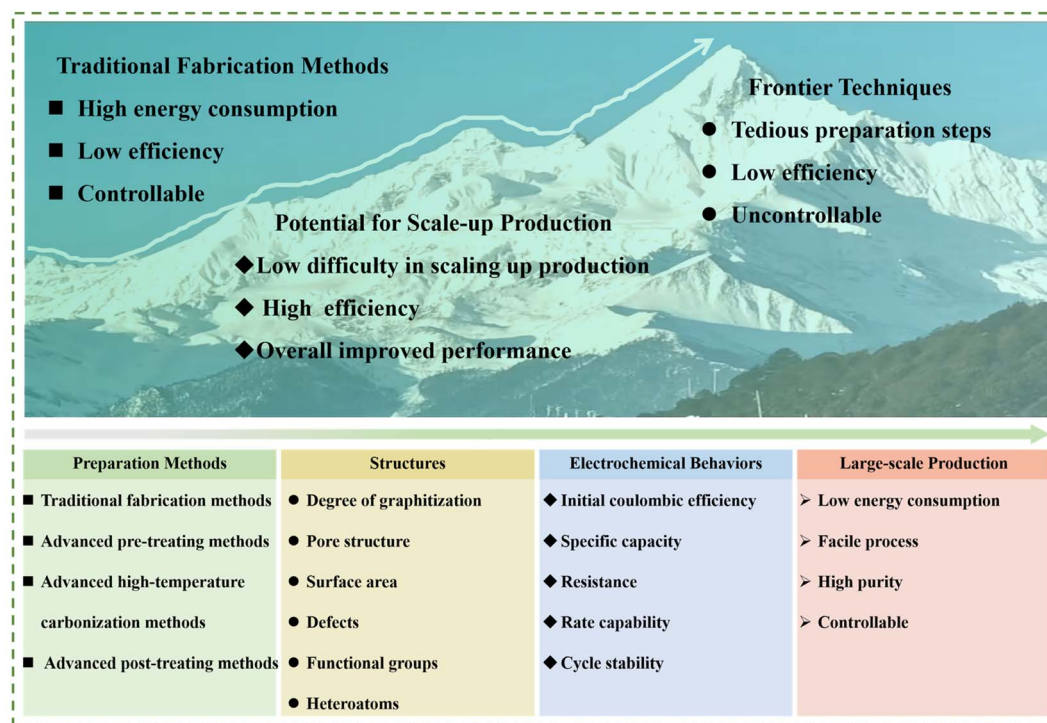 Traditional Fabrication Methods
■ High energy consumption
■ Low efficiency
■ Controllable
Frontier Techniques
● Tedious preparation steps
● Low efficiency
● Uncontrollable
Potential for Scale-up Production
◆Low difficulty in scaling up production
◆ High efficiency
◆Overall improved performance
Preparation Methods
■ Traditional fabrication methods
■ Advanced pre-treating methods
■ Advanced high-temperature
carbonization methods
■ Advanced post-treating methods
Structures
● Degree of graphitization
● Pore structure
● Surface area
● Defects
● Functional groups
● Heteroatoms
Electrochemical Behaviors
◆ Initial coulombic efficiency
◆ Specific capacity
◆ Resistance
◆ Rate capability
◆ Cycle stability
Large-scale Production
➢ Low energy consumption
➢ Facile process
➢ High purity
➢ Controllable